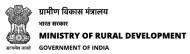 ग्रामीण विकास मंत्रालय
भारत सरकार
MINISTRY OF RURAL DEVELOPMENT
GOVERNMENT OF INDIA